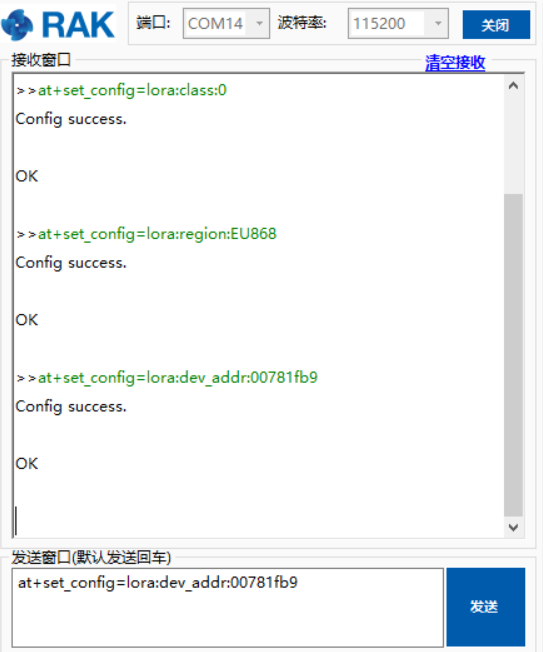 RAK 端口: COM14 波特率: 115200 关闭
接收窗口 清空接收
>>at+set_config=lora:class:0
Config success.
OK
>>at+set_config=lora:region:EU868
Config success.
OK
>>at+set_config=lora:dev_addr:00781fb9
Config success.
OK
发送窗口(默认发送回车)
at+set_config=lora:dev_addr:00781fb9
发送